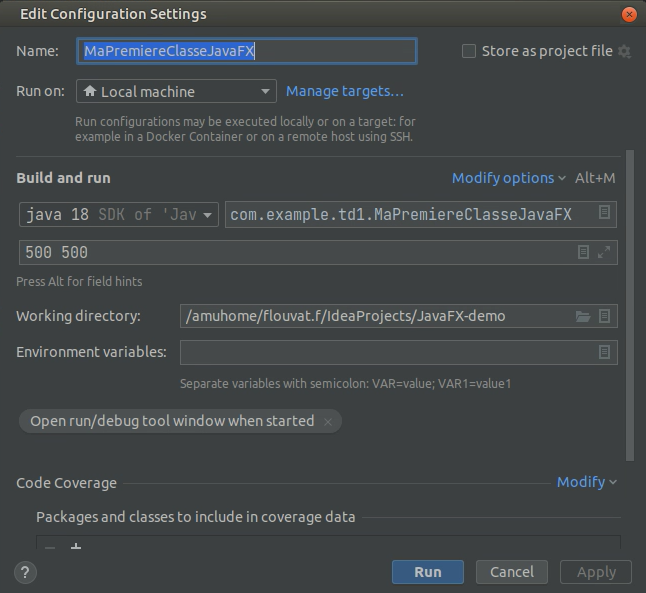 Edit Configuration Settings
Name: MaPremiereClasseJavaFX Store as project file
Run on: Local machine Manage targets...
Run configurations may be executed locally or on a target: for
example in a Docker Container or on a remote host using SSH.
Build and run Modify options Alt+M
java 18 SDK of 'Jav com.example.td1.MaPremiereClasseJavaFX
500 500
Press Alt for field hints
Working directory: /amuhome/flouvat.f/IdeaProjects/JavaFX-demo
Environment variables:
Separate variables with semicolon: VAR=value; VAR1=value1
Open run/debug tool window when started ×
Code Coverage Modify
Packages and classes to include in coverage data
? Run Cancel Apply